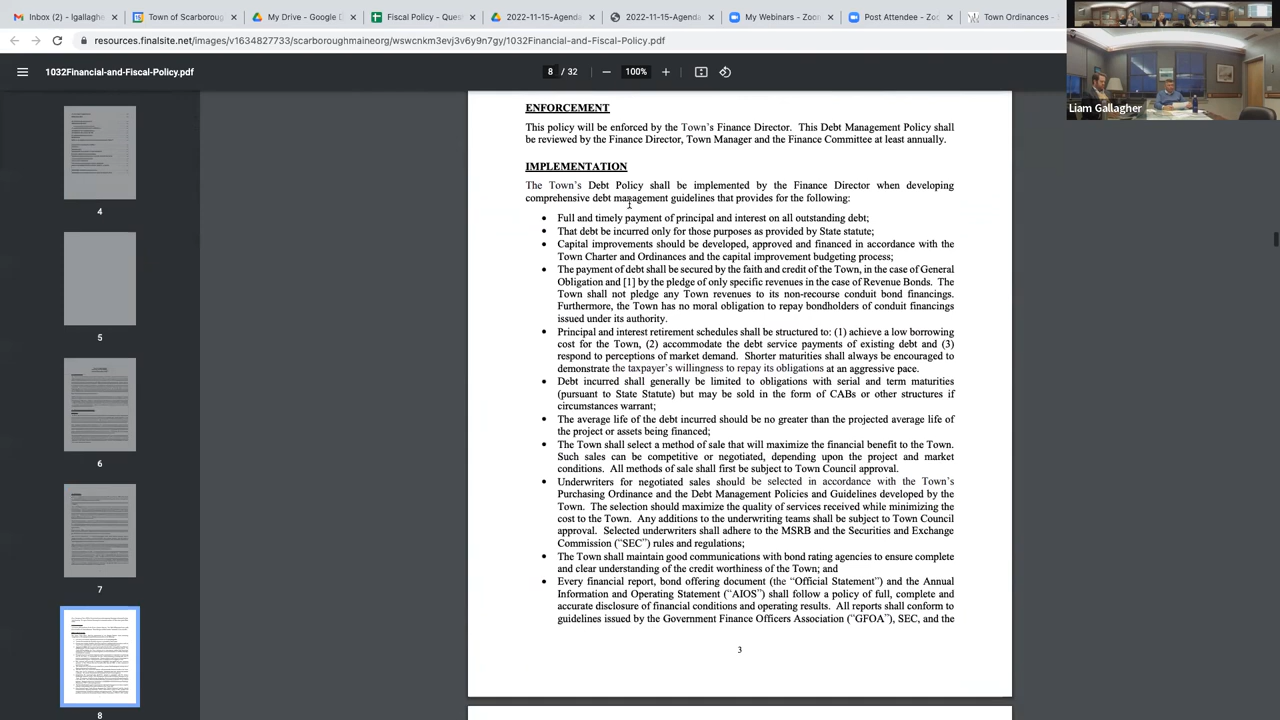 Inbox (2) - lgallaghe
Town of Scarboroug
My Drive - Google D
Fiscal Policy - Quest
2022-11-15-Agenda
2022-11-15-Agenda
My Webinars - Zoom
Post Attendee - Zoo
Town Ordinances -
resources.finalsite.net/images/v1634827733/scarboroughmaineorg/wswcnkm3evj3v6y9n7gy/1032Financial-and-Fiscal-Policy.pdf
1032Financial-and-Fiscal-Policy.pdf
8 / 32
100%
Liam Gallagher
4
5
6
7
8
ENFORCEMENT
This policy will be enforced by the Town's Finance Director. This Debt Management Policy shall
be reviewed by the Finance Director, Town Manager and the Finance Committee at least annually.
IMPLEMENTATION
The Town's Debt Policy shall be implemented by the Finance Director when developing
comprehensive debt management guidelines that provides for the following:
• Full and timely payment of principal and interest on all outstanding debt;
• That debt be incurred only for those purposes as provided by State statute;
• Capital improvements should be developed, approved and financed in accordance with the
Town Charter and Ordinances and the capital improvement budgeting process;
• The payment of debt shall be secured by the faith and credit of the Town, in the case of General
Obligation and [1] by the pledge of only specific revenues in the case of Revenue Bonds. The
Town shall not pledge any Town revenues to its non-recourse conduit bond financings.
Furthermore, the Town has no moral obligation to repay bondholders of conduit financings
issued under its authority.
• Principal and interest retirement schedules shall be structured to: (1) achieve a low borrowing
cost for the Town, (2) accommodate the debt service payments of existing debt and (3)
respond to perceptions of market demand. Shorter maturities shall always be encouraged to
demonstrate the taxpayer's willingness to repay its obligations at an aggressive pace.
• Debt incurred shall generally be limited to obligations with serial and term maturities
(pursuant to State Statute) but may be sold in the form of CABs or other structures if
circumstances warrant;
• The average life of the debt incurred should be no greater than the projected average life of
the project or assets being financed;
• The Town shall select a method of sale that will maximize the financial benefit to the Town.
Such sales can be competitive or negotiated, depending upon the project and market
conditions. All methods of sale shall first be subject to Town Council approval.
• Underwriters for negotiated sales should be selected in accordance with the Town's
Purchasing Ordinance and the Debt Management Policies and Guidelines developed by the
Town. The selection should maximize the quality of services received while minimizing the
cost to the Town. Any additions to the underwriting teams shall be subject to Town Council
approval. Selected underwriters shall adhere to the MSRB and the Securities and Exchange
Commission ("SEC") rules and regulations;
• The Town shall maintain good communications with bond rating agencies to ensure complete
and clear understanding of the credit worthiness of the Town; and
• Every financial report, bond offering document (the "Official Statement") and the Annual
Information and Operating Statement ("AIOS") shall follow a policy of full, complete and
accurate disclosure of financial conditions and operating results. All reports shall conform to
guidelines issued by the Government Finance Officers Association ("GFOA"), SEC, and the
3